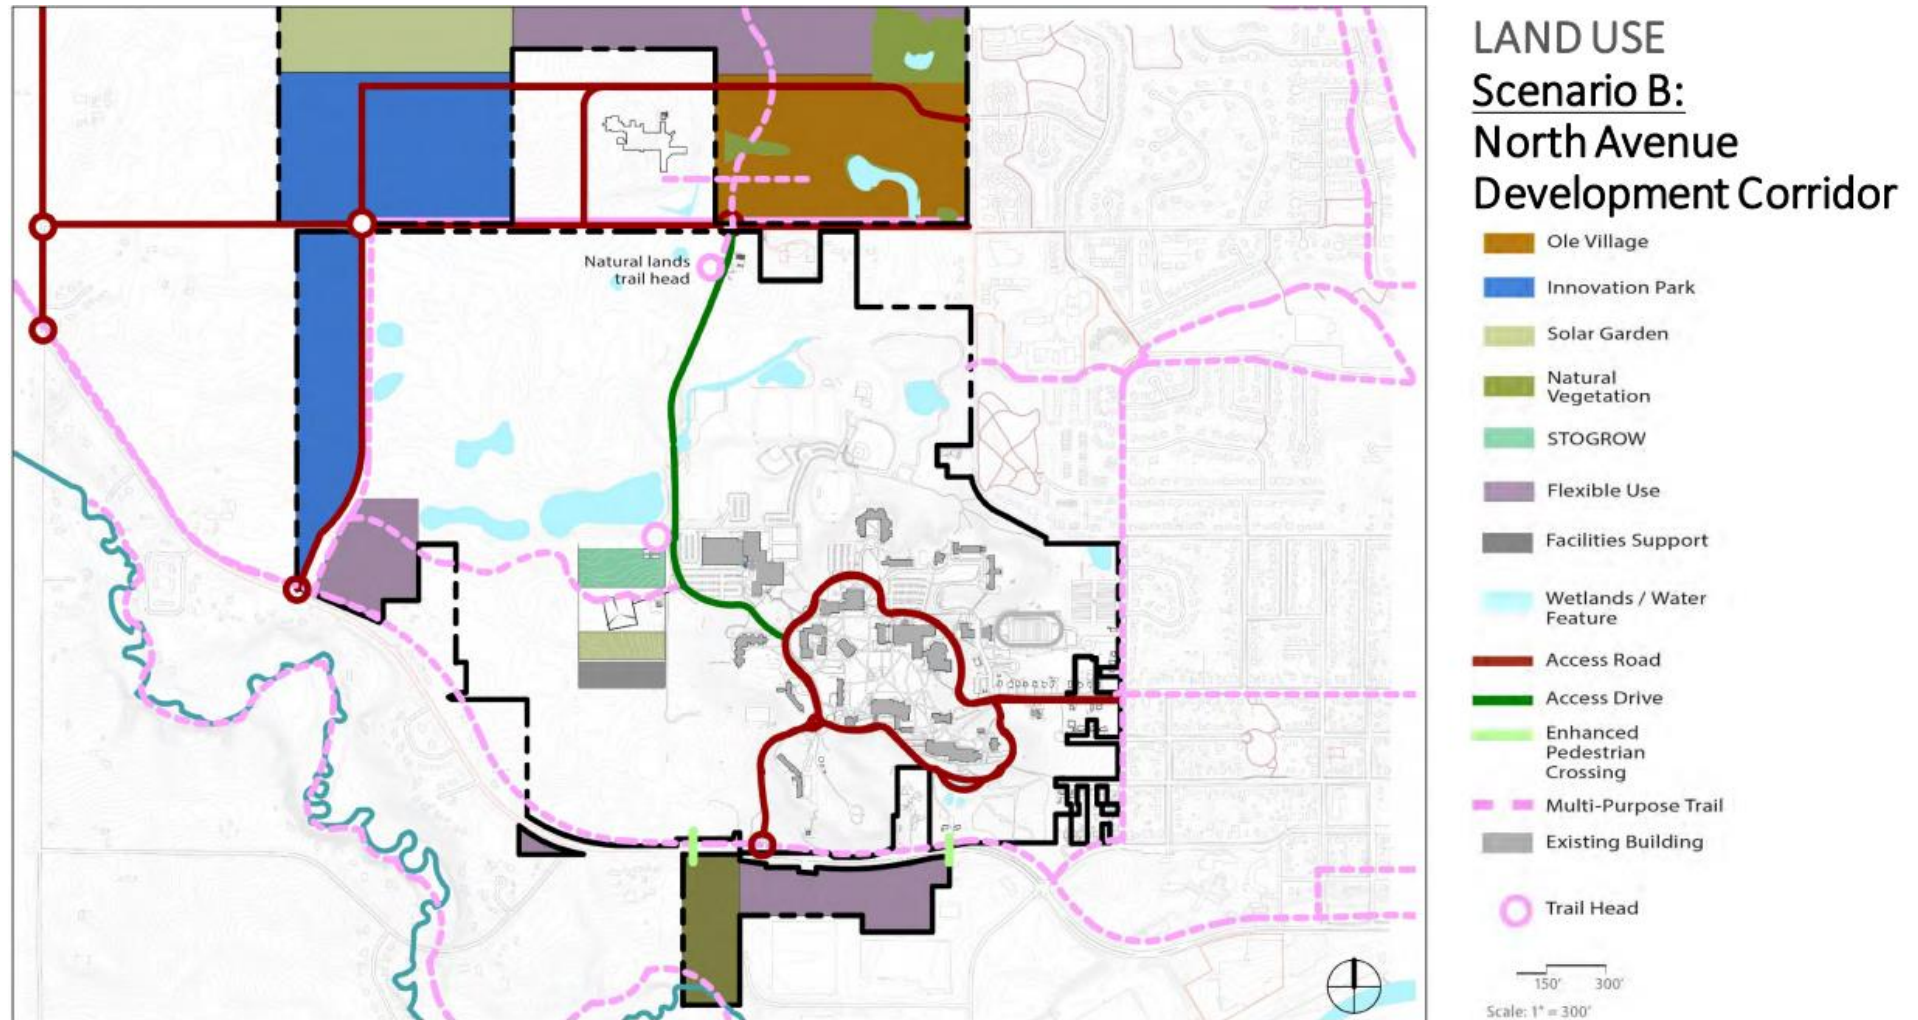 LAND USE
Scenario B:
North Avenue
Development Corridor
Ole Village
Innovation Park
Solar Garden
Natural
Vegetation
STOGROW
Flexible Use
Facilities Support
Wetlands / Water
Feature
Access Road
Access Drive
Enhanced
Pedestrian
Crossing
Multi-Purpose Trail
Existing Building
Trail Head
150' 300'
Scale: 1" = 300'
Natural lands
trail head